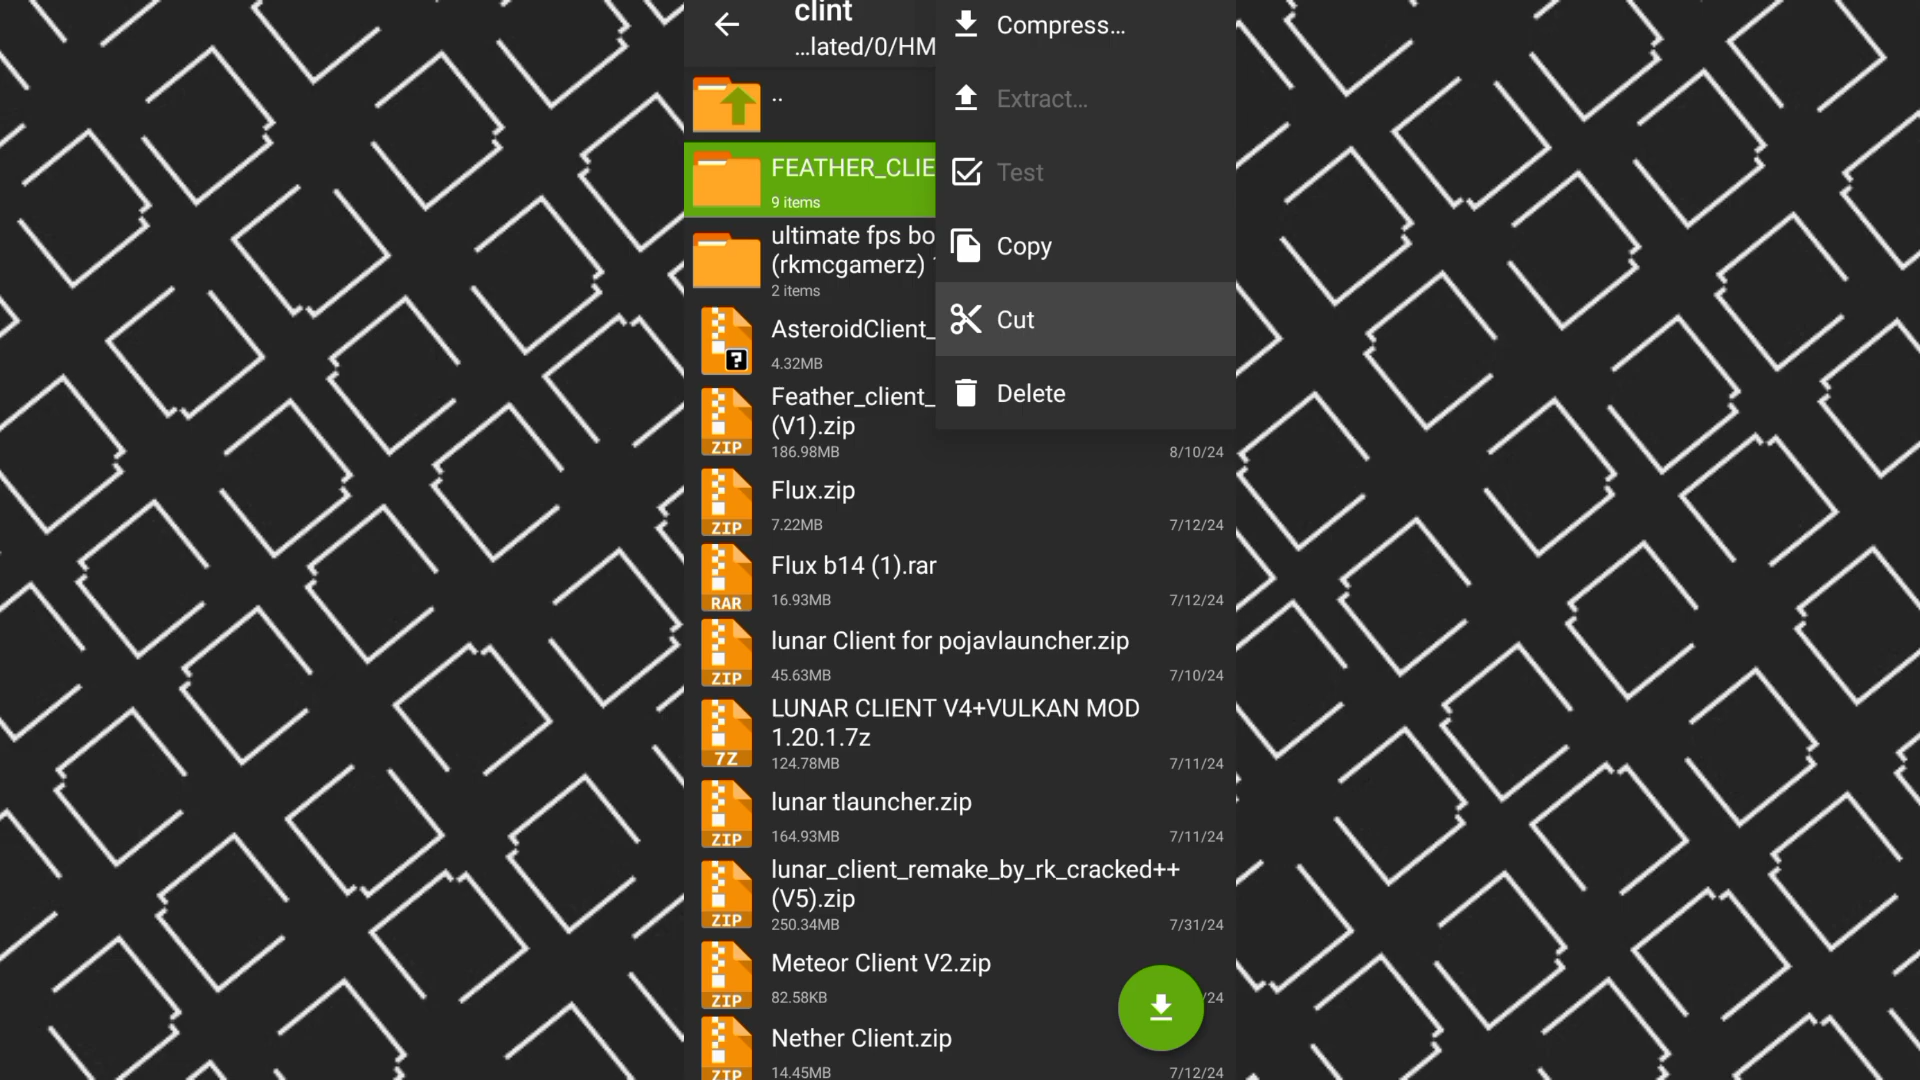 clint
...lated/0/HM
..
FEATHER_CLIE
9 items
ultimate fps bo
(rkmcgamerz)
2 items
AsteroidClient_
4.32MB
Feather_client_
(V1).zip
186.98MB
8/10/24
ZIP
Flux.zip
7.22MB
7/12/24
ZIP
Flux b14 (1).rar
16.93MB
7/12/24
RAR
lunar Client for pojavlauncher.zip
45.63MB
7/10/24
ZIP
LUNAR CLIENT V4+VULKAN MOD
1.20.1.7z
124.78MB
7/11/24
7Z
lunar tlauncher.zip
164.93MB
7/11/24
ZIP
lunar_client_remake_by_rk_cracked++
(V5).zip
250.34MB
7/31/24
ZIP
Meteor Client V2.zip
82.58KB
/24
ZIP
Nether Client.zip
14.45MB
7/12/24
ZIP
Compress...
Extract...
Test
Copy
Cut
Delete